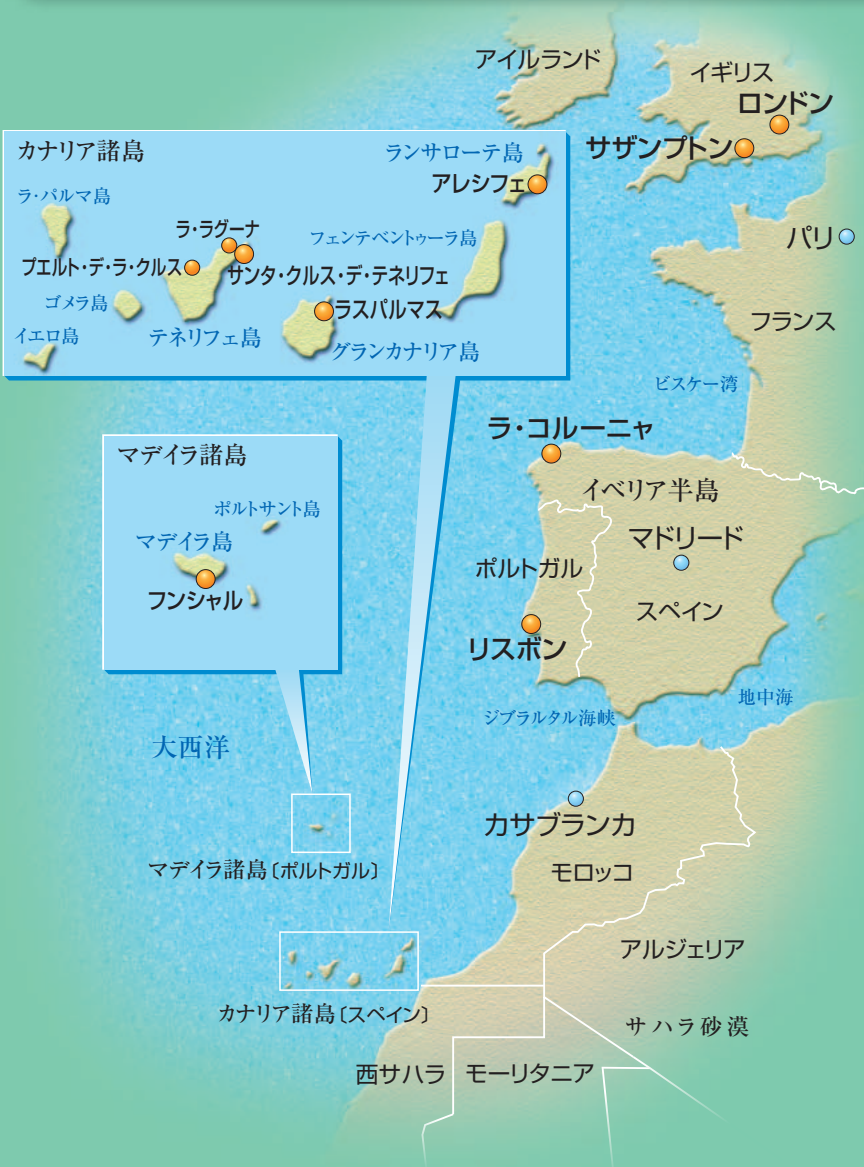 アイルランド
イギリス
ロンドン
サザンプトン
カナリア諸島
ランサローテ島
アレシフェ
ラ・パルマ島
ラ・ラグーナ
フェンテベントゥーラ島
プエルト・デ・ラ・クルス
サンタ・クルス・デ・テネリフェ
ゴメラ島
ラスパルマス
イエロ島
テネリフェ島
グランカナリア島
パリ
フランス
ビスケー湾
ラ・コルーニャ
マデイラ諸島
イベリア半島
ポルトサント島
マデイラ島
フンシャル
マドリード
ポルトガル
スペイン
リスボン
地中海
ジブラルタル海峡
大西洋
カサブランカ
マデイラ諸島〔ポルトガル〕
モロッコ
アルジェリア
カナリア諸島〔スペイン〕
サハラ砂漠
西サハラ
モーリタニア